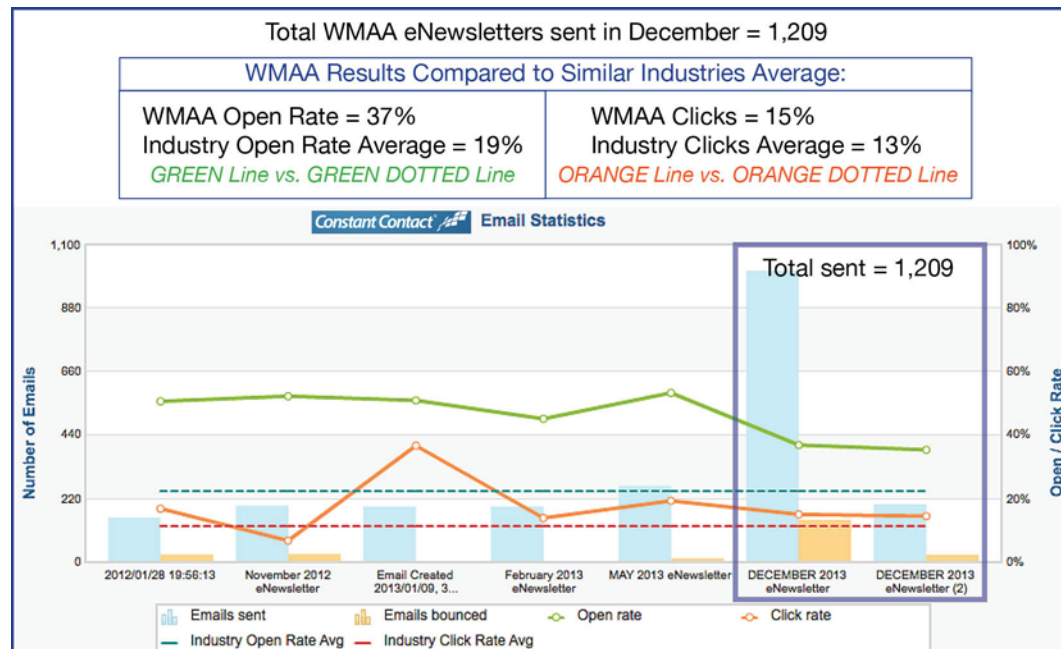 Total WMAA eNewsletters sent in December = 1,209
WMAA Results Compared to Similar Industries Average:
WMAA Open Rate = 37%
Industry Open Rate Average = 19%
GREEN Line vs. GREEN DOTTED Line
WMAA Clicks = 15%
Industry Clicks Average = 13%
ORANGE Line vs. ORANGE DOTTED Line
Constant Contact Email Statistics
Number of Emails
1,100
880
660
440
220
0
Total sent = 1,209
100%
80%
60%
40%
20%
0%
Open / Click Rate
2012/01/28 19:56:13
November 2012
eNewsletter
Email Created
2013/01/09, 3...
February 2013
eNewsletter
MAY 2013 eNewsletter
DECEMBER 2013
eNewsletter
DECEMBER 2013
eNewsletter (2)
Emails sent
Emails bounced
Open rate
Click rate
Industry Open Rate Avg
Industry Click Rate Avg